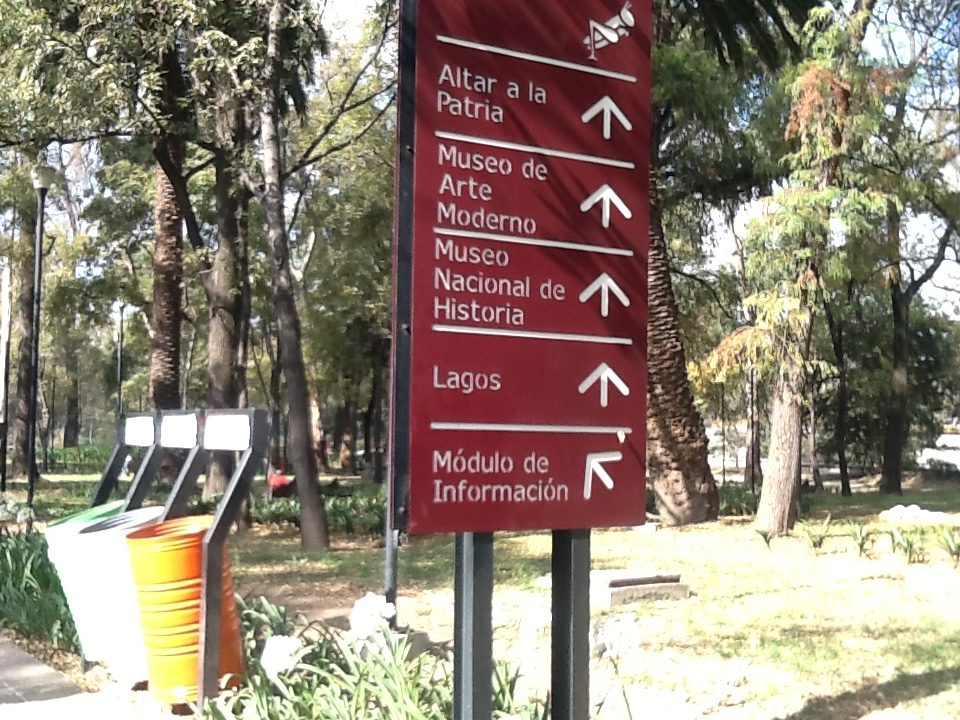 Altar a la
Patria
Museo de
Arte
Moderno
Museo
Nacional de
Historia
Lagos
Módulo de
Información